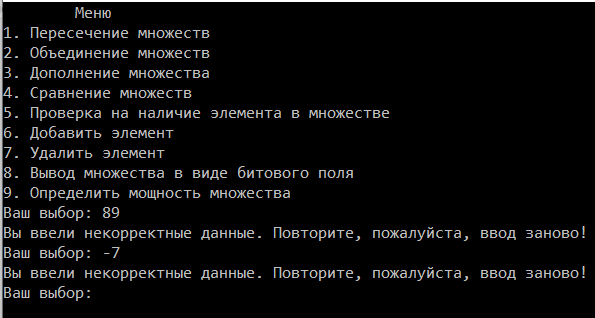 Меню
1. Пересечение множеств
2. Объединение множеств
3. Дополнение множества
4. Сравнение множеств
5. Проверка на наличие элемента в множестве
6. Добавить элемент
7. Удалить элемент
8. Вывод множества в виде битового поля
9. Определить мощность множества
Ваш выбор: 89
Вы ввели некорректные данные. Повторите, пожалуйста, ввод заново!
Ваш выбор: -7
Вы ввели некорректные данные. Повторите, пожалуйста, ввод заново!
Ваш выбор: